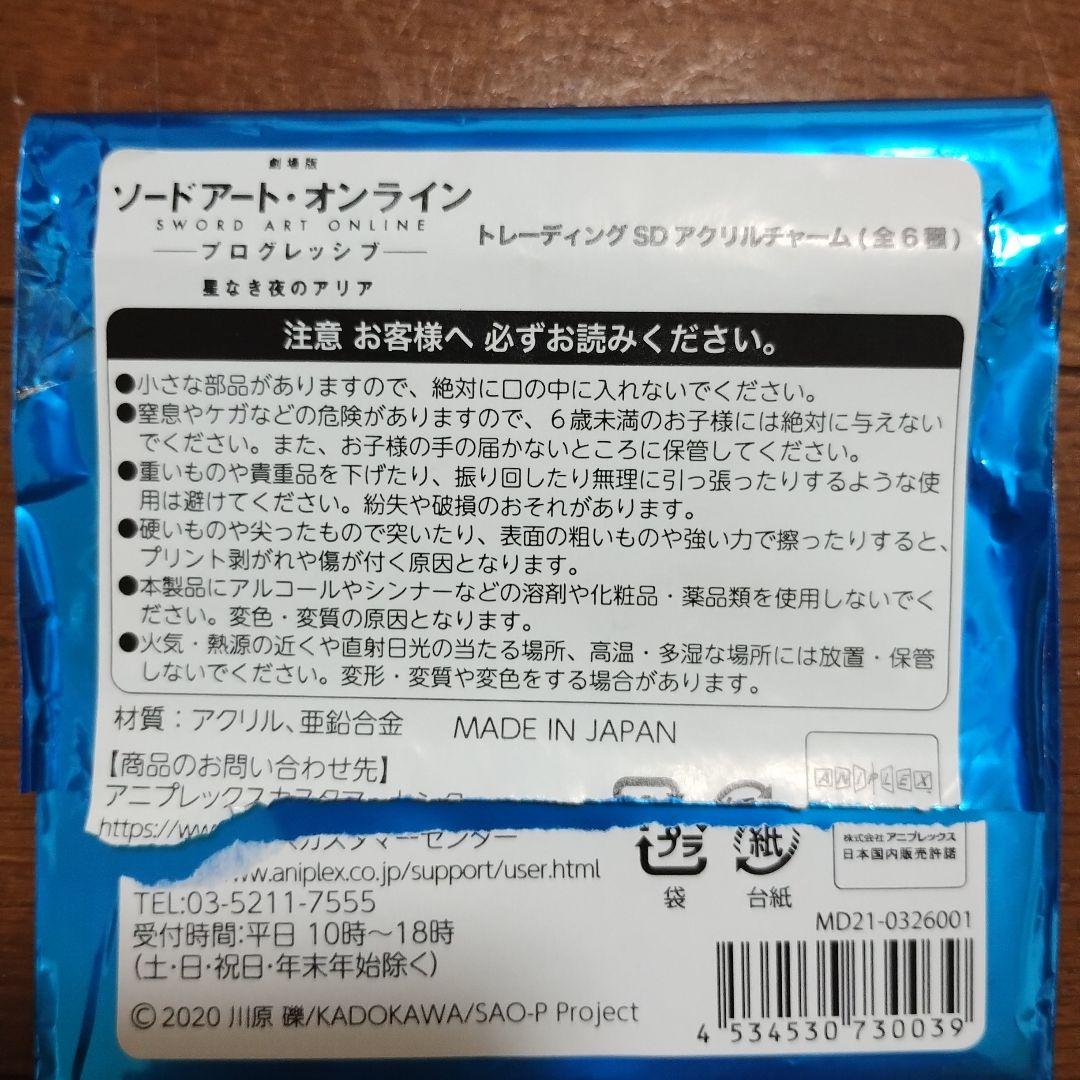 劇場版
ソードアート・オンライン
SWORD ART ONLINE
プログレッシブ
星なき夜のアリア
トレーディングSDアクリルチャーム(全6種)
注意 お客様へ 必ずお読みください。
●小さな部品がありますので、絶対に口の中に入れないでください。
●窒息やケガなどの危険がありますので、6歳未満のお子様には絶対に与えない
でください。また、お子様の手の届かないところに保管してください。
●重いものや貴重品を下げたり、振り回したり無理に引っ張ったりするような使
用は避けてください。紛失や破損のおそれがあります。
●硬いものや尖ったもので突いたり、表面の粗いものや強い力で擦ったりすると、
プリント剥がれや傷が付く原因となります。
●本製品にアルコールやシンナーなどの溶剤や化粧品・薬品類を使用しないでく
ださい。変色・変質の原因となります。
●火気・熱源の近くや直射日光の当たる場所、高温・多湿な場所には放置・保管
しないでください。変形・変質や変色をする場合があります。
材質：アクリル、亜鉛合金 MADE IN JAPAN
【商品のお問い合わせ先】
アニプレックスカスタマーセンター
https://www.aniplex.co.jp/support/user.html
TEL:03-5211-7555
受付時間:平日 10時～18時
(土・日・祝日・年末年始除く)
©2020 川原 礫/KADOKAWA/SAO-P Project
プラ
袋
紙
台紙
ANIPLEX
株式会社 アニプレックス
日本国内販売許諾
MD21-0326001
4 534530 730039